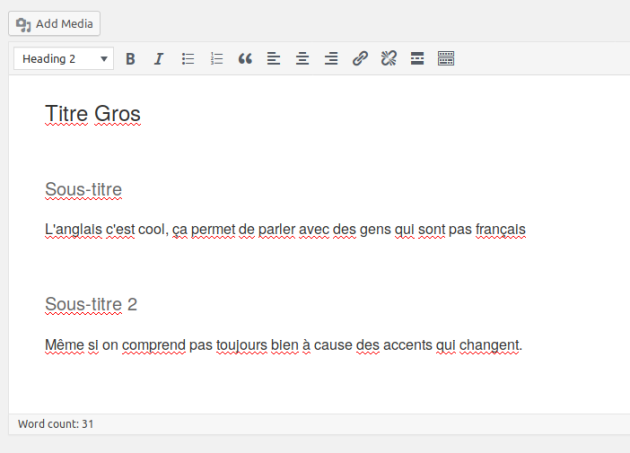 Add Media
Heading 2 B I
Titre Gros
Sous-titre
L'anglais c'est cool, ça permet de parler avec des gens qui sont pas français
Sous-titre 2
Même si on comprend pas toujours bien à cause des accents qui changent.
Word count: 31